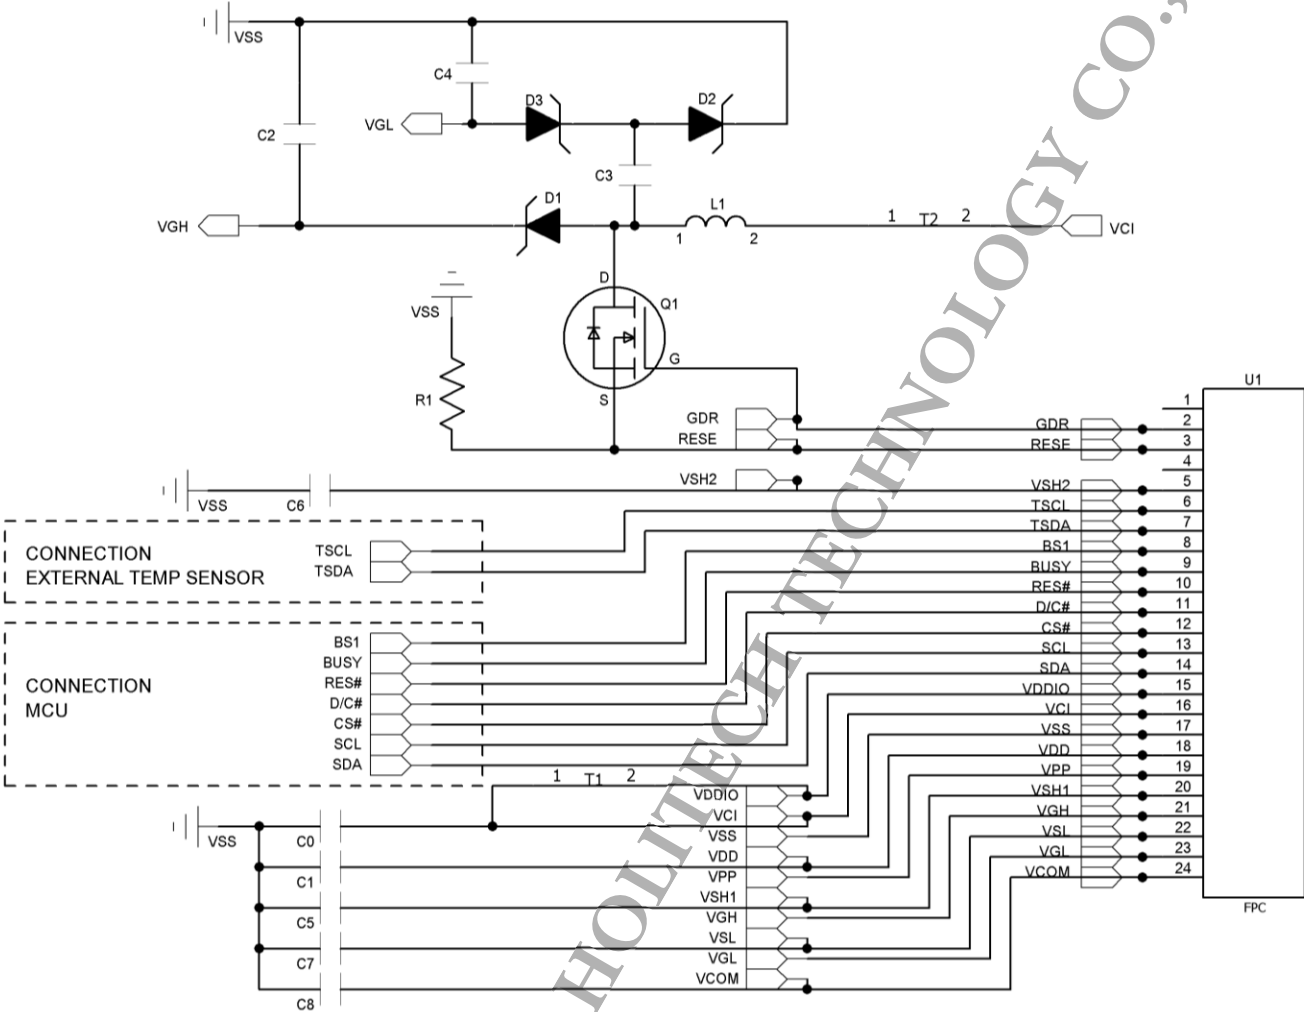 VSS
C4
D3
D2
VGL
C2
C3
D1
L1
VGH
1
2
1 T2 2
VCI
D
Q1
VSS
G
R1
S
U1
GDR
RESE
VSH2
VSS
C6
1
GDR 2
RESE 3
4
VSH2 5
TSCL 6
TSDA 7
BS1 8
BUSY 9
RES# 10
D/C# 11
CS# 12
SCL 13
SDA 14
VDDIO 15
VCI 16
VSS 17
VDD 18
VPP 19
VSH1 20
VGH 21
VSL 22
VGL 23
VCOM 24
FPC
CONNECTION
EXTERNAL TEMP SENSOR
TSCL
TSDA
CONNECTION
MCU
BS1
BUSY
RES#
D/C#
CS#
SCL
SDA
1 T1 2
VDDIO
VCI
VSS
VDD
VPP
VSH1
VGH
VSL
VGL
VCOM
VSS
C0
C1
C5
C7
C8
HOLITECH TECHNOLOGY CO.,